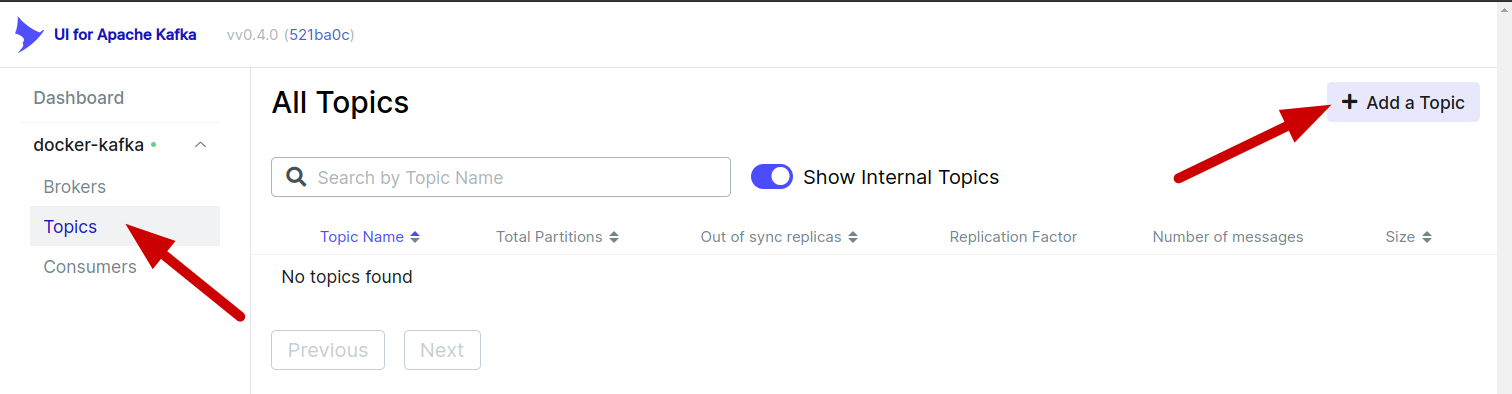 UI for Apache Kafka vv0.4.0 (521ba0c)
Dashboard
docker-kafka
Brokers
Topics
Consumers
All Topics
+ Add a Topic
Search by Topic Name
Show Internal Topics
Topic Name Total Partitions Out of sync replicas Replication Factor Number of messages Size
No topics found
Previous Next